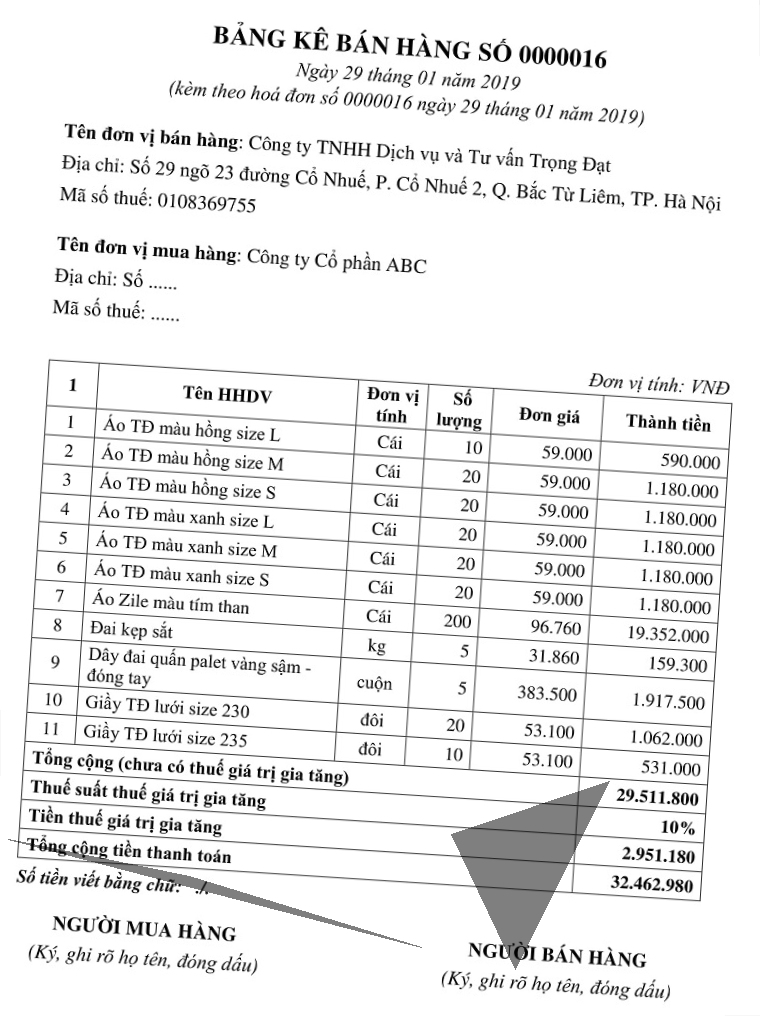 BẢNG KÊ BÁN HÀNG SỐ 0000016
Ngày 29 tháng 01 năm 2019
(kèm theo hoá đơn số 0000016 ngày 29 tháng 01 năm 2019)
Tên đơn vị bán hàng: Công ty TNHH Dịch vụ và Tư vấn Trọng Đạt
Địa chỉ: Số 29 ngõ 23 đường Cổ Nhuế, P. Cổ Nhuế 2, Q. Bắc Từ Liêm, TP. Hà Nội
Mã số thuế: 0108369755
Tên đơn vị mua hàng: Công ty Cổ phần ABC
Địa chỉ: Số ......
Mã số thuế: ......
Đơn vị tính: VNĐ
1 Tên HHDV Đơn vị tính Số lượng Đơn giá Thành tiền
1 Áo TĐ màu hồng size L Cái 10 59.000 590.000
2 Áo TĐ màu hồng size M Cái 20 59.000 1.180.000
3 Áo TĐ màu hồng size S Cái 20 59.000 1.180.000
4 Áo TĐ màu xanh size L Cái 20 59.000 1.180.000
5 Áo TĐ màu xanh size M Cái 20 59.000 1.180.000
6 Áo TĐ màu xanh size S Cái 20 59.000 1.180.000
7 Áo Zile màu tím than Cái 200 96.760 19.352.000
8 Đai kẹp sắt kg 5 31.860 159.300
9 Dây đai quấn palet vàng sậm - đóng tay cuộn 5 383.500 1.917.500
10 Giầy TĐ lưới size 230 đôi 20 53.100 1.062.000
11 Giầy TĐ lưới size 235 đôi 10 53.100 531.000
Tổng cộng (chưa có thuế giá trị gia tăng) 29.511.800
Thuế suất thuế giá trị gia tăng 10%
Tiền thuế giá trị gia tăng 2.951.180
Tổng cộng tiền thanh toán 32.462.980
Số tiền viết bằng chữ: ./.
NGƯỜI MUA HÀNG NGƯỜI BÁN HÀNG
(Ký, ghi rõ họ tên, đóng dấu) (Ký, ghi rõ họ tên, đóng dấu)